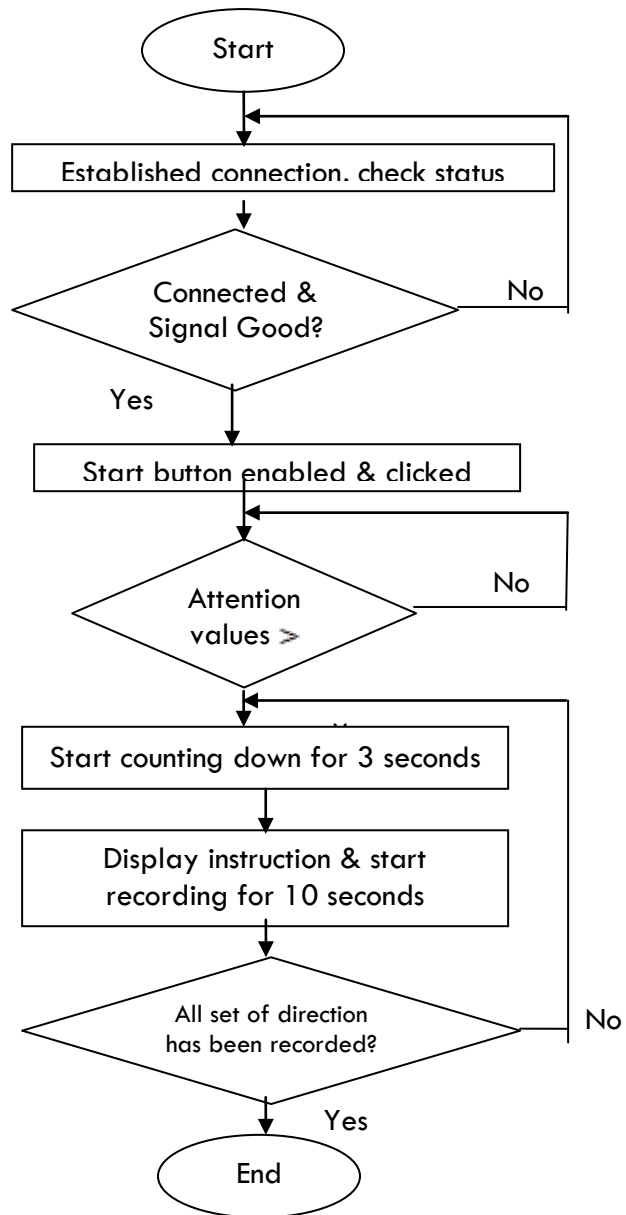 Start
Established connection. check status
Connected &
Signal Good?
No
Yes
Start button enabled & clicked
Attention
values >
No
Start counting down for 3 seconds
Display instruction & start
recording for 10 seconds
All set of direction
has been recorded?
No
Yes
End